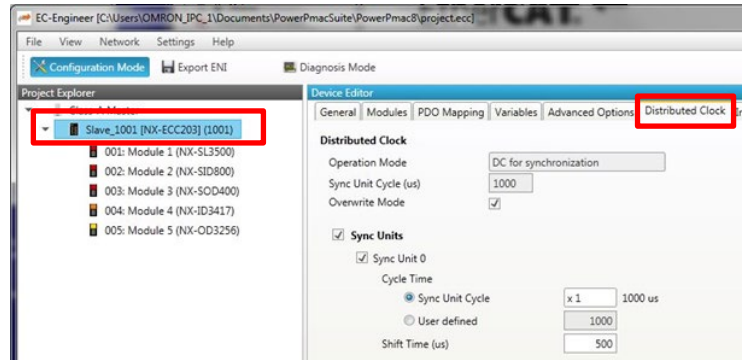 EC-Engineer [C:\Users\OMRON_IPC_1\Documents\PowerPmacSuite\PowerPmac8\project.ecc]
File View Network Settings Help
Configuration Mode Export ENI Diagnosis Mode
Project Explorer
Class-A Master
Slave_1001 [NX-ECC203] (1001)
001: Module 1 (NX-SL3500)
002: Module 2 (NX-SID800)
003: Module 3 (NX-SOD400)
004: Module 4 (NX-ID3417)
005: Module 5 (NX-OD3256)
Device Editor
General Modules PDO Mapping Variables Advanced Options Distributed Clock
Distributed Clock
Operation Mode DC for synchronization
Sync Unit Cycle (us) 1000
Overwrite Mode
Sync Units
Sync Unit 0
Cycle Time
Sync Unit Cycle x 1 1000 us
User defined 1000
Shift Time (us) 500